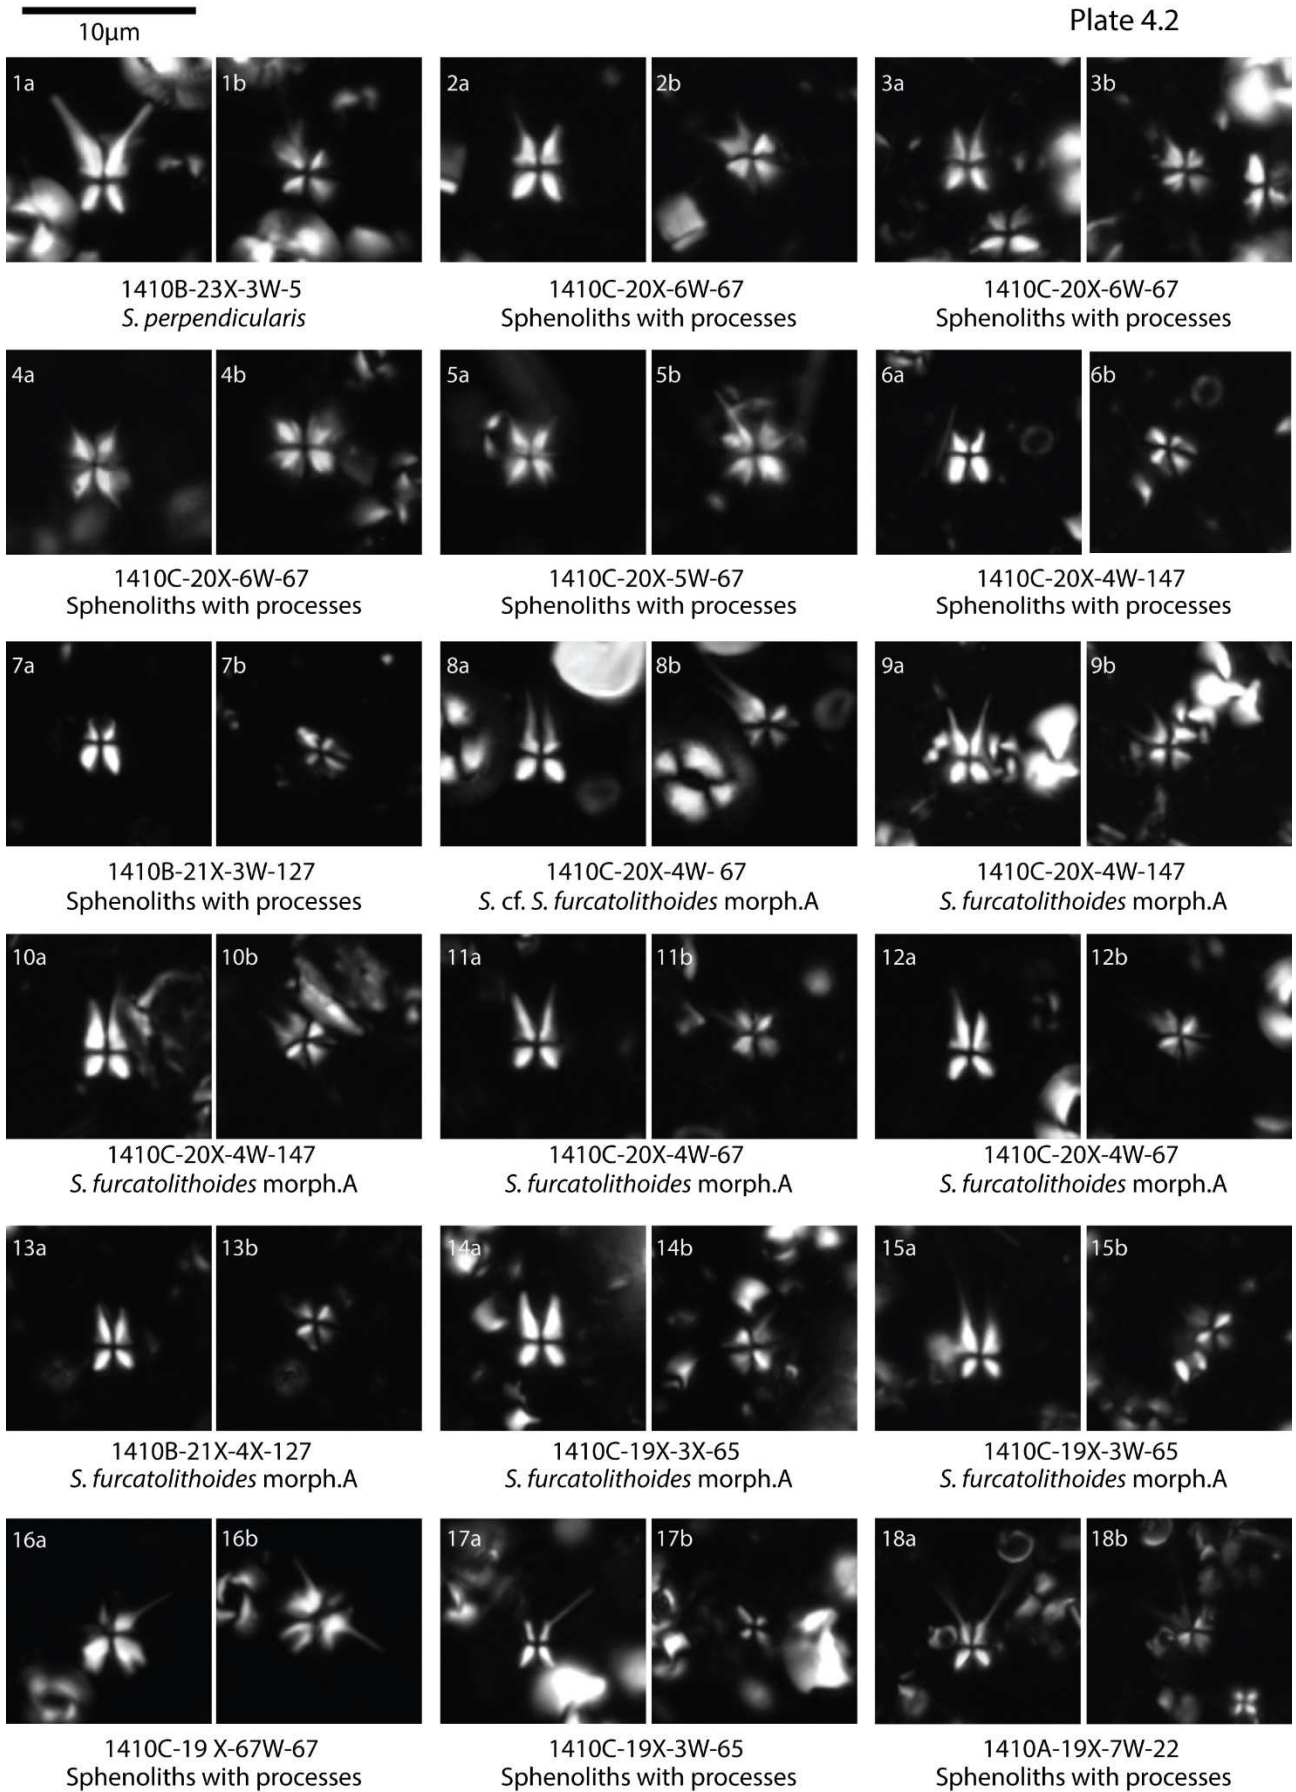 10µm
Plate 4.2
1a 1b 2a 2b 3a 3b
1410B-23X-3W-5 1410C-20X-6W-67 1410C-20X-6W-67
S. perpendicularis Sphenoliths with processes Sphenoliths with processes
4a 4b 5a 5b 6a 6b
1410C-20X-6W-67 1410C-20X-5W-67 1410C-20X-4W-147
Sphenoliths with processes Sphenoliths with processes Sphenoliths with processes
7a 7b 8a 8b 9a 9b
1410B-21X-3W-127 1410C-20X-4W- 67 1410C-20X-4W-147
Sphenoliths with processes S. cf. S. furcatolithoides morph.A S. furcatolithoides morph.A
10a 10b 11a 11b 12a 12b
1410C-20X-4W-147 1410C-20X-4W-67 1410C-20X-4W-67
S. furcatolithoides morph.A S. furcatolithoides morph.A S. furcatolithoides morph.A
13a 13b 14a 14b 15a 15b
1410B-21X-4X-127 1410C-19X-3X-65 1410C-19X-3W-65
S. furcatolithoides morph.A S. furcatolithoides morph.A S. furcatolithoides morph.A
16a 16b 17a 17b 18a 18b
1410C-19 X-67W-67 1410C-19X-3W-65 1410A-19X-7W-22
Sphenoliths with processes Sphenoliths with processes Sphenoliths with processes